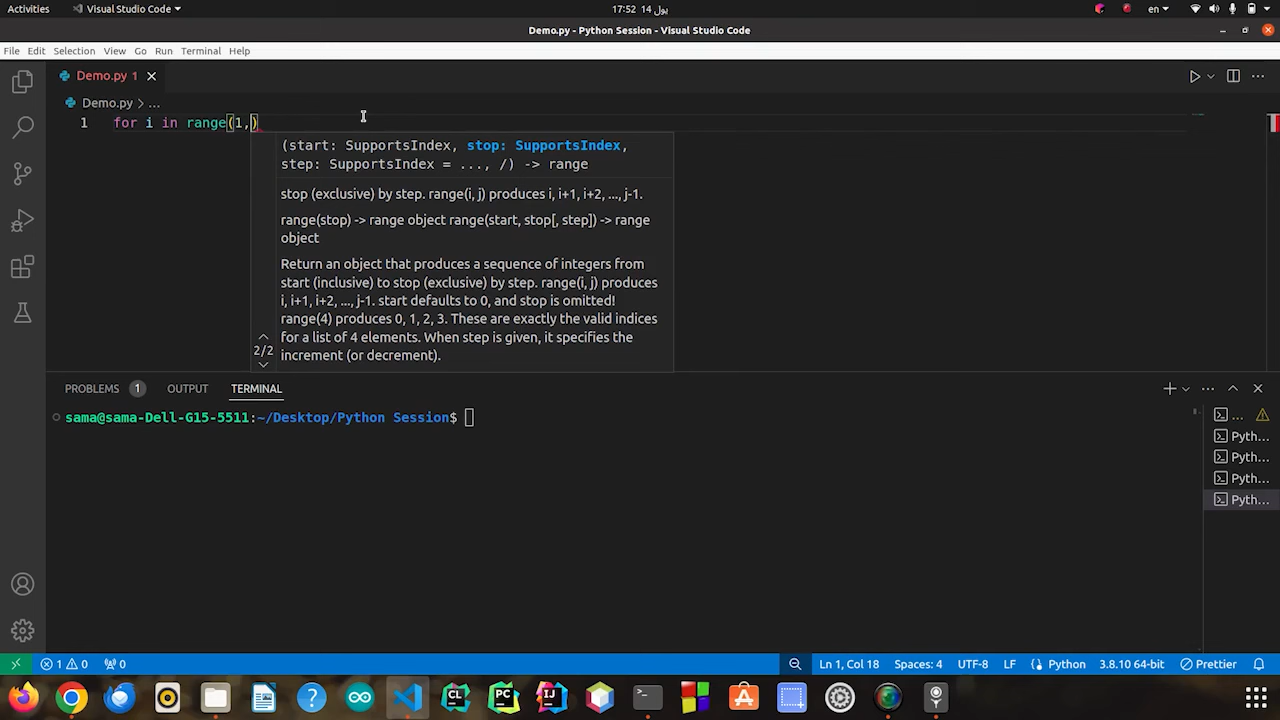 Activities
Visual Studio Code
17:52 14 يول
en
Demo.py - Python Session - Visual Studio Code
File Edit Selection View Go Run Terminal Help
Demo.py 1
Demo.py > ...
1 for i in range(1,)
(start: SupportsIndex, stop: SupportsIndex,
step: SupportsIndex = ..., /) -> range
stop (exclusive) by step. range(i, j) produces i, i+1, i+2, ..., j-1.
range(stop) -> range object range(start, stop[, step]) -> range
object
Return an object that produces a sequence of integers from
start (inclusive) to stop (exclusive) by step. range(i, j) produces
i, i+1, i+2, ..., j-1. start defaults to 0, and stop is omitted!
range(4) produces 0, 1, 2, 3. These are exactly the valid indices
for a list of 4 elements. When step is given, it specifies the
increment (or decrement).
2/2
PROBLEMS 1 OUTPUT TERMINAL
sama@sama-Dell-G15-5511:~/Desktop/Python Session$
...
Pyth...
Pyth...
Pyth...
Pyth...
1 0 0 Ln 1, Col 18 Spaces: 4 UTF-8 LF Python 3.8.10 64-bit Prettier
CL PC IJ